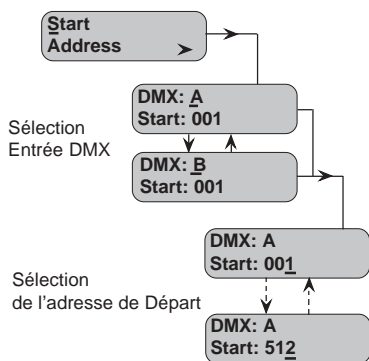 Start
Address
DMX: A
Start: 001
Sélection
Entrée DMX
DMX: B
Start: 001
DMX: A
Start: 001
Sélection
de l'adresse de Départ
DMX: A
Start: 512